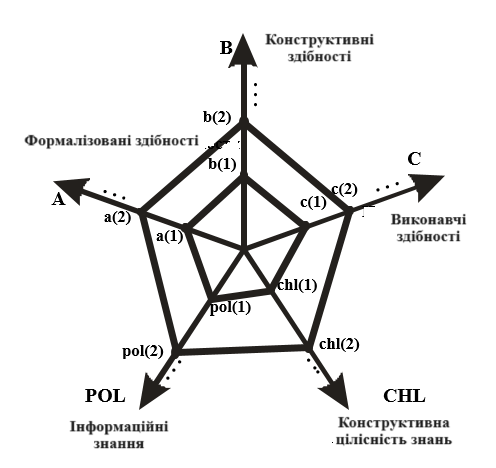 B
Конструктивні
здібності
b(2)
Формалізовані здібності
b(1)
C
c(2)
A
a(2)
c(1)
a(1)
Виконавчі
здібності
chl(1)
pol(1)
chl(2)
pol(2)
POL
CHL
Інформаційні
знання
Конструктивна
цілісність знань